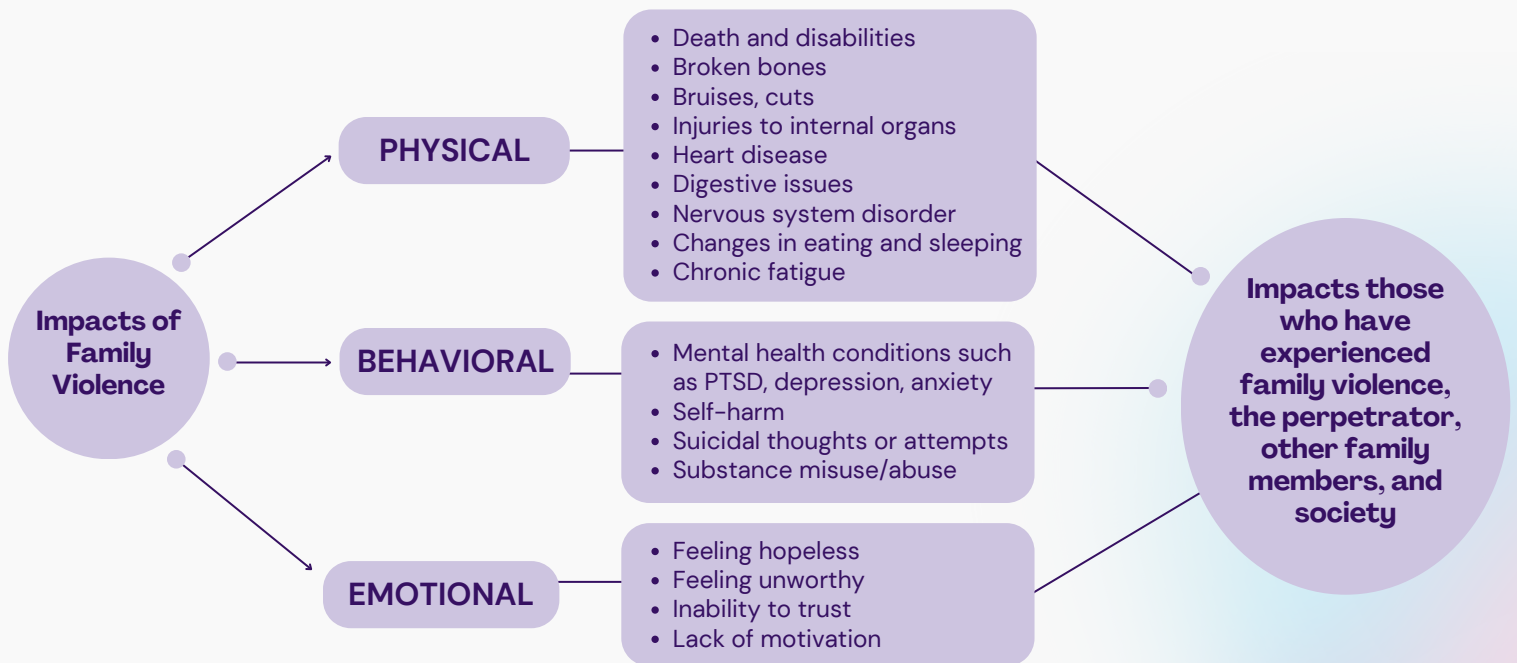 Impacts of
Family
Violence
PHYSICAL
• Death and disabilities
• Broken bones
• Bruises, cuts
• Injuries to internal organs
• Heart disease
• Digestive issues
• Nervous system disorder
• Changes in eating and sleeping
• Chronic fatigue
BEHAVIORAL
• Mental health conditions such
as PTSD, depression, anxiety
• Self-harm
• Suicidal thoughts or attempts
• Substance misuse/abuse
EMOTIONAL
• Feeling hopeless
• Feeling unworthy
• Inability to trust
• Lack of motivation
Impacts those
who have
experienced
family violence,
the perpetrator,
other family
members, and
society